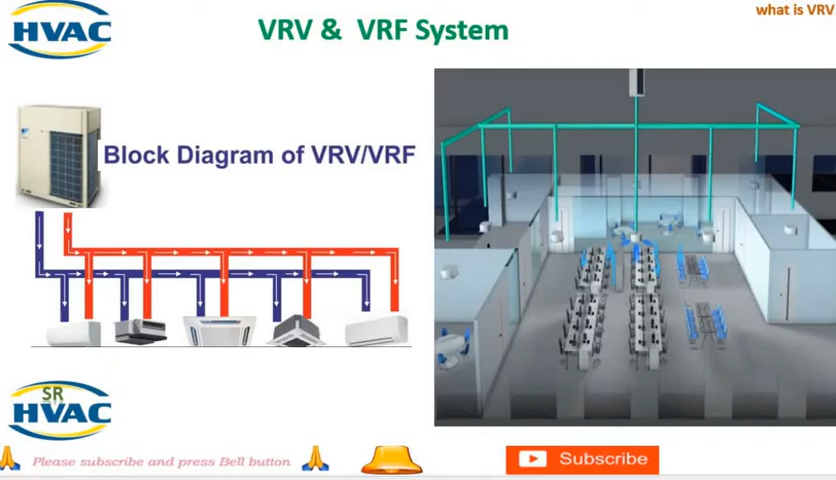 HVAC
VRV & VRF System
what is VRV
Block Diagram of VRV/VRF
SR
HVAC
Please subscribe and press Bell button
Subscribe